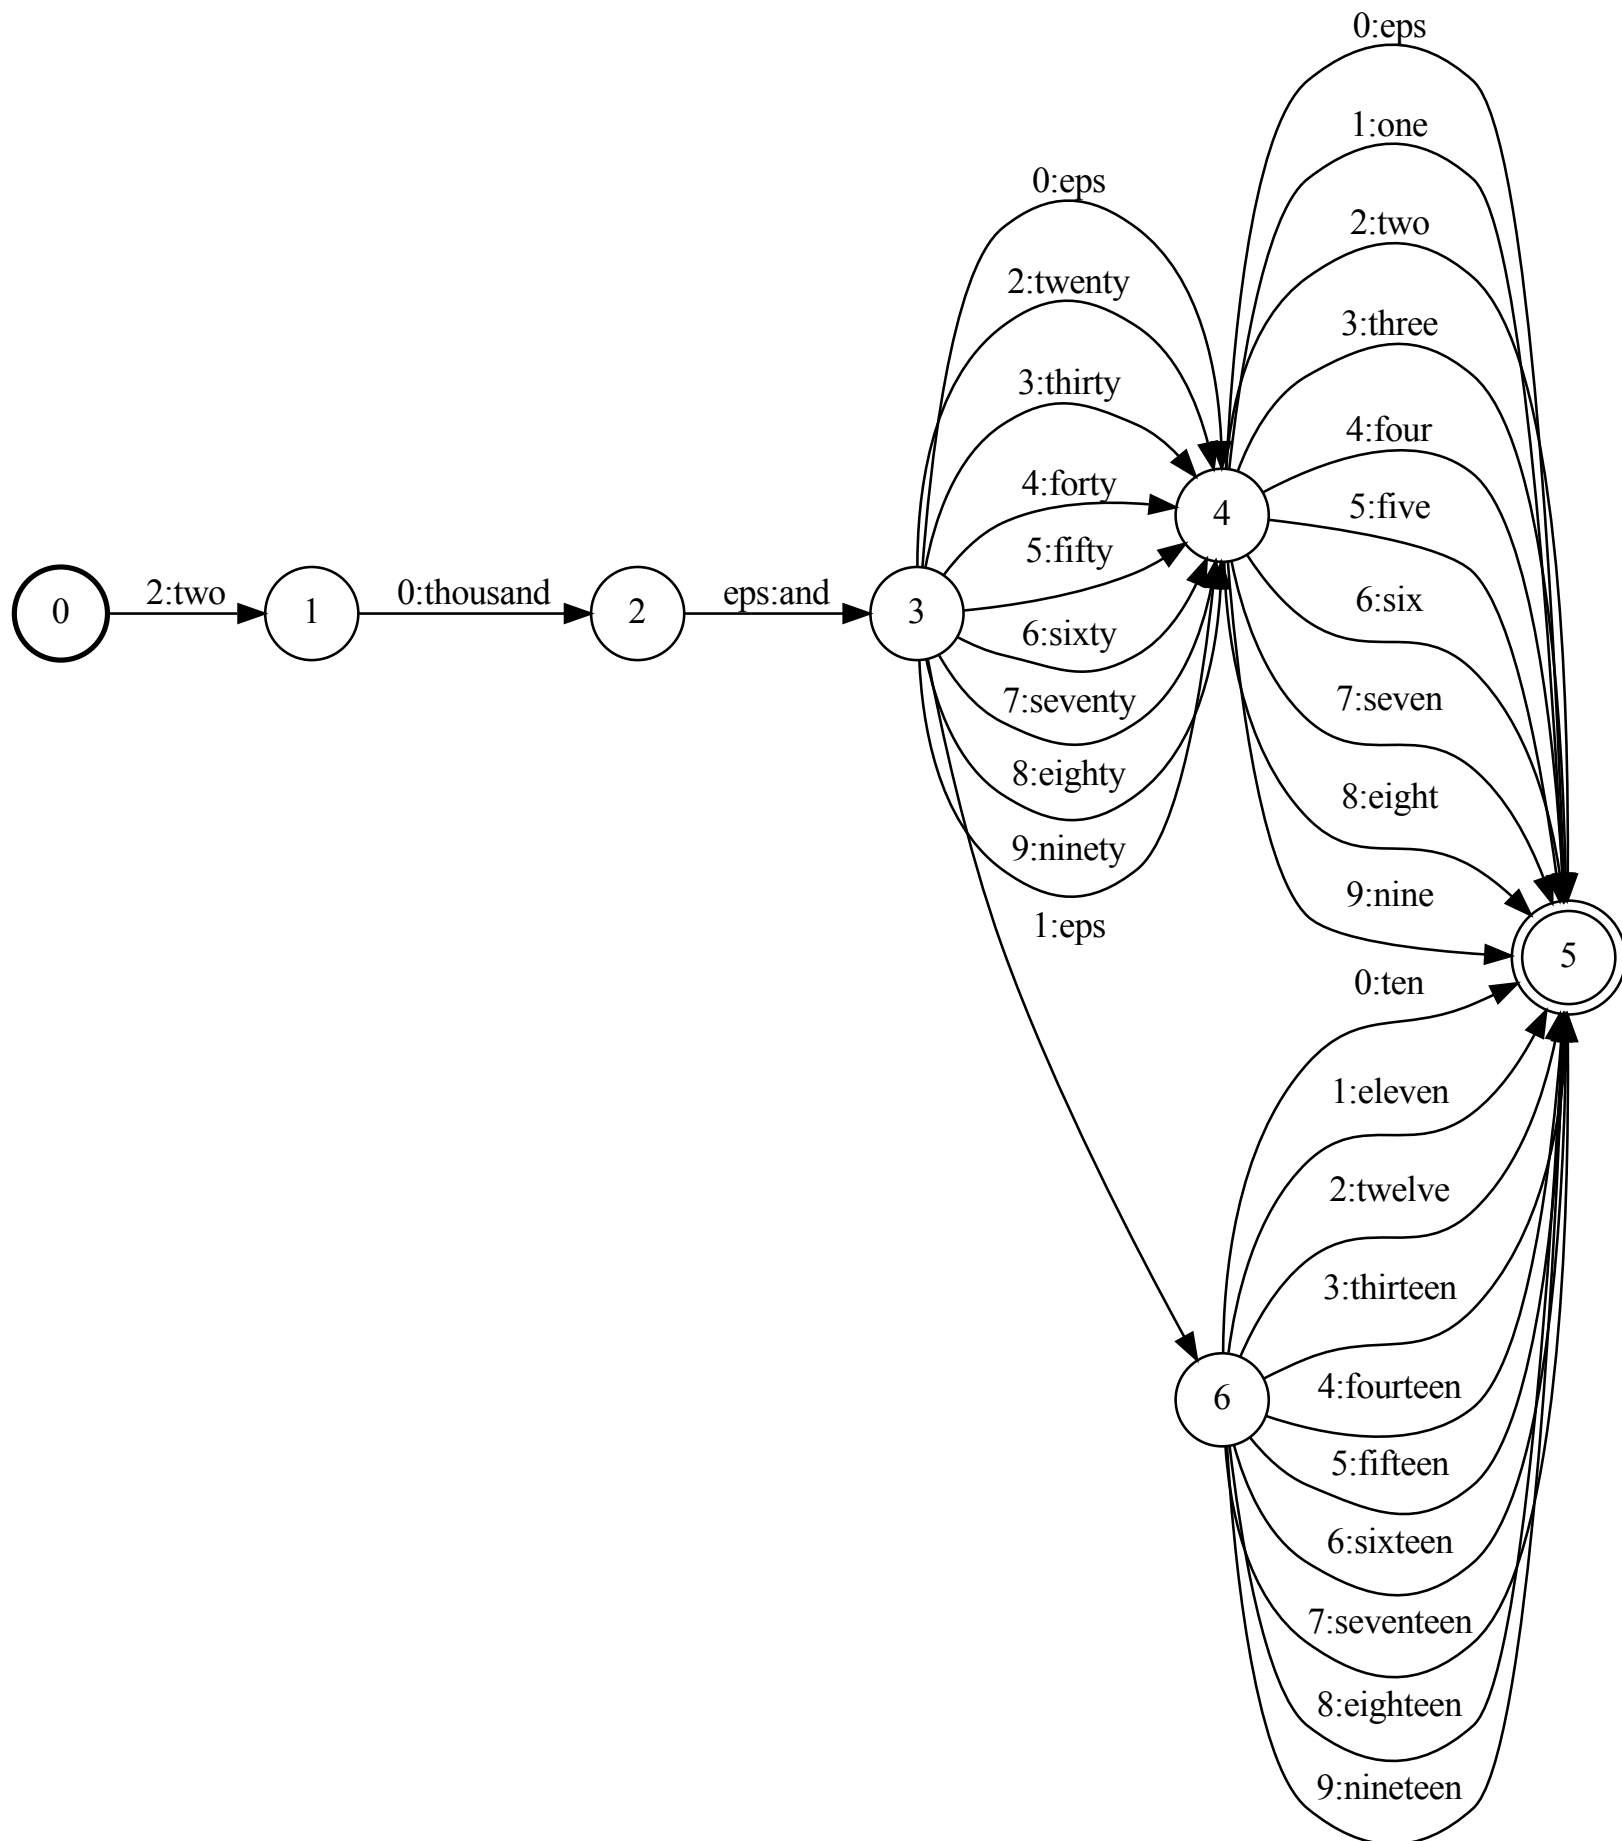 0
2:two
1
0:thousand
2
eps:and
3
0:eps
2:twenty
3:thirty
4:forty
5:fifty
6:sixty
7:seventy
8:eighty
9:ninety
1:eps
4
0:eps
1:one
2:two
3:three
4:four
5:five
6:six
7:seven
8:eight
9:nine
5
6
0:ten
1:eleven
2:twelve
3:thirteen
4:fourteen
5:fifteen
6:sixteen
7:seventeen
8:eighteen
9:nineteen